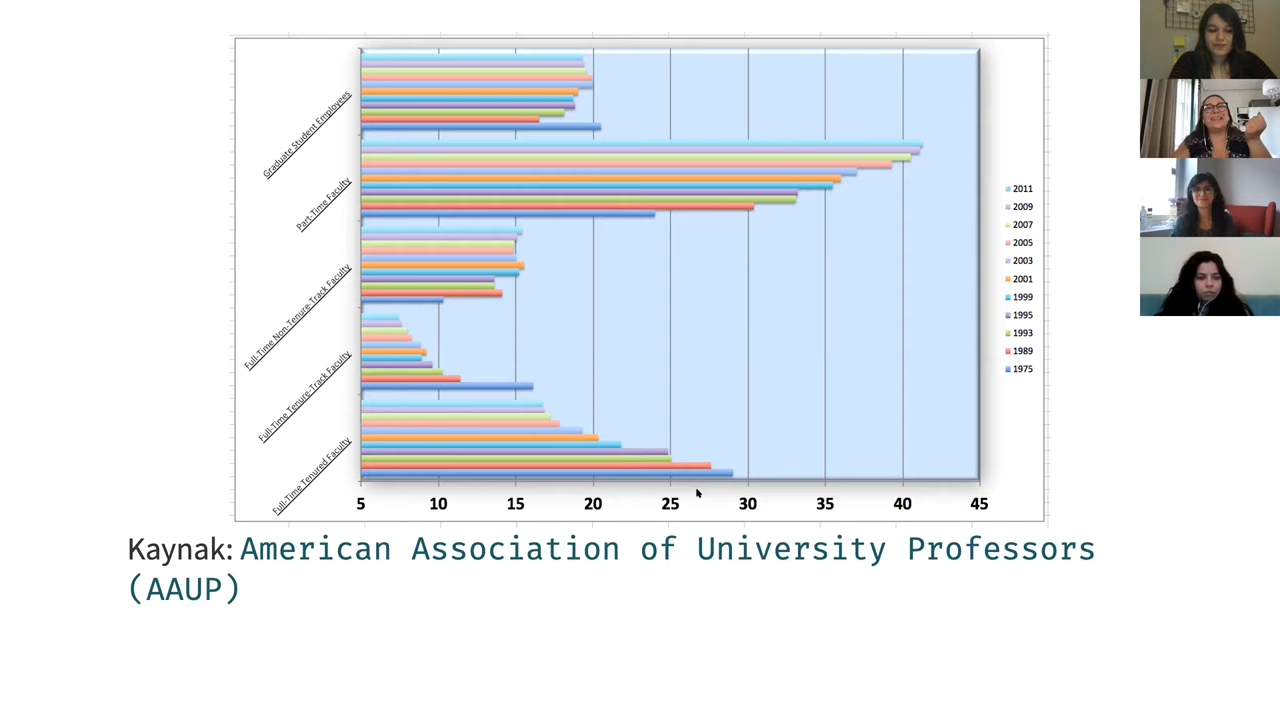 Graduate Student Employees
Part-Time Faculty
Full-Time Non-Tenure-Track Faculty
Full-Time Tenure-Track Faculty
Full-Time Tenured Faculty
5 10 15 20 25 30 35 40 45
2011
2009
2007
2005
2003
2001
1999
1995
1993
1989
1975
Kaynak: American Association of University Professors
(AAUP)